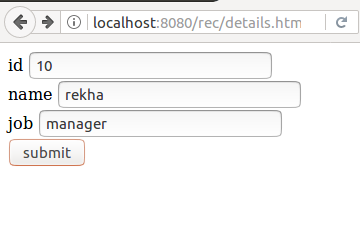 localhost:8080/rec/details.htm
id 10
name rekha
job manager
submit